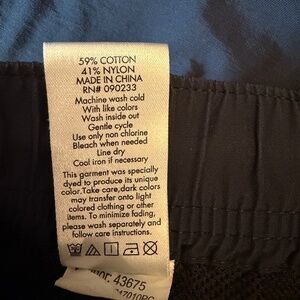 59% COTTON
41% NYLON
MADE IN CHINA
RN# 090233
Machine wash cold
With like colors
Wash inside out
Gentle cycle
Use only non chlorine
Bleach when needed
Line dry
Cool iron if necessary
This garment was specially
dyed to produce its unique
color. Take care, dark colors
may transfer onto light
colored clothing or other
materials. To minimize fading,
please wash separately and
follow care instructions.
43675